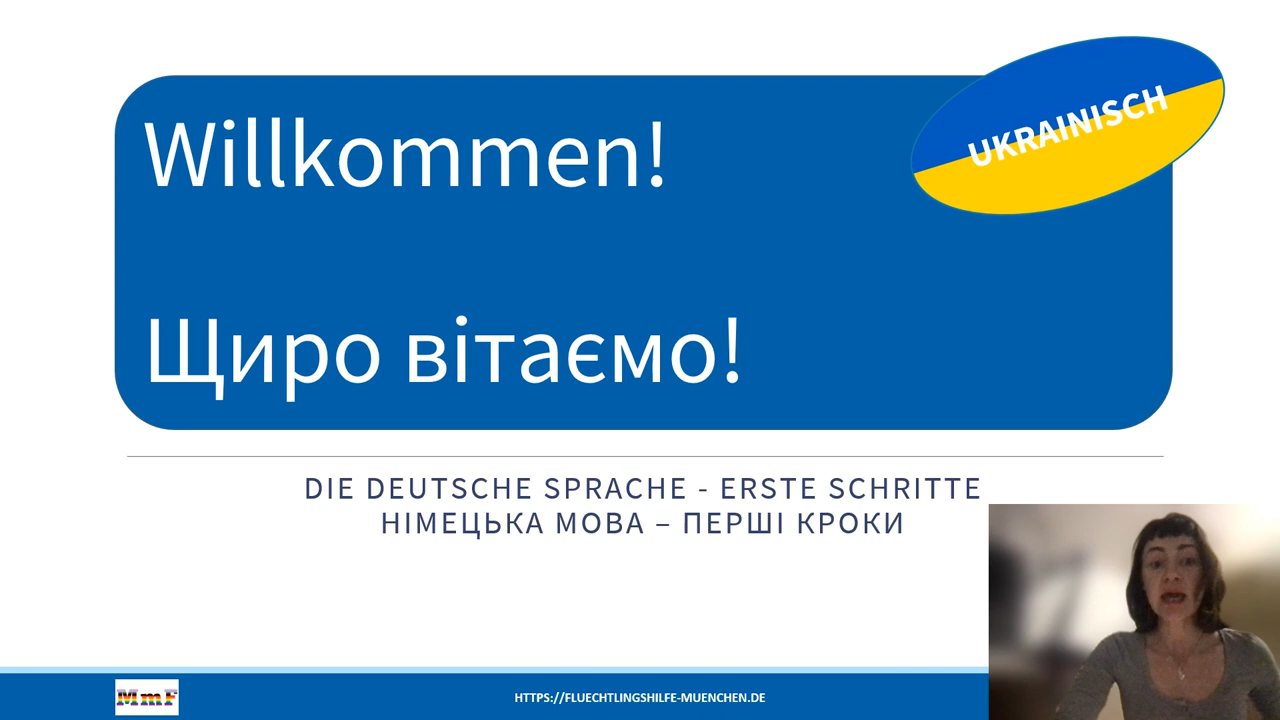 Willkommen!
UKRAINISCH
Щиро вітаємо!
DIE DEUTSCHE SPRACHE - ERSTE SCHRITTE
НІМЕЦЬКА МОВА – ПЕРШІ КРОКИ
MmF
HTTPS://FLUECHTLINGSHILFE-MUENCHEN.DE